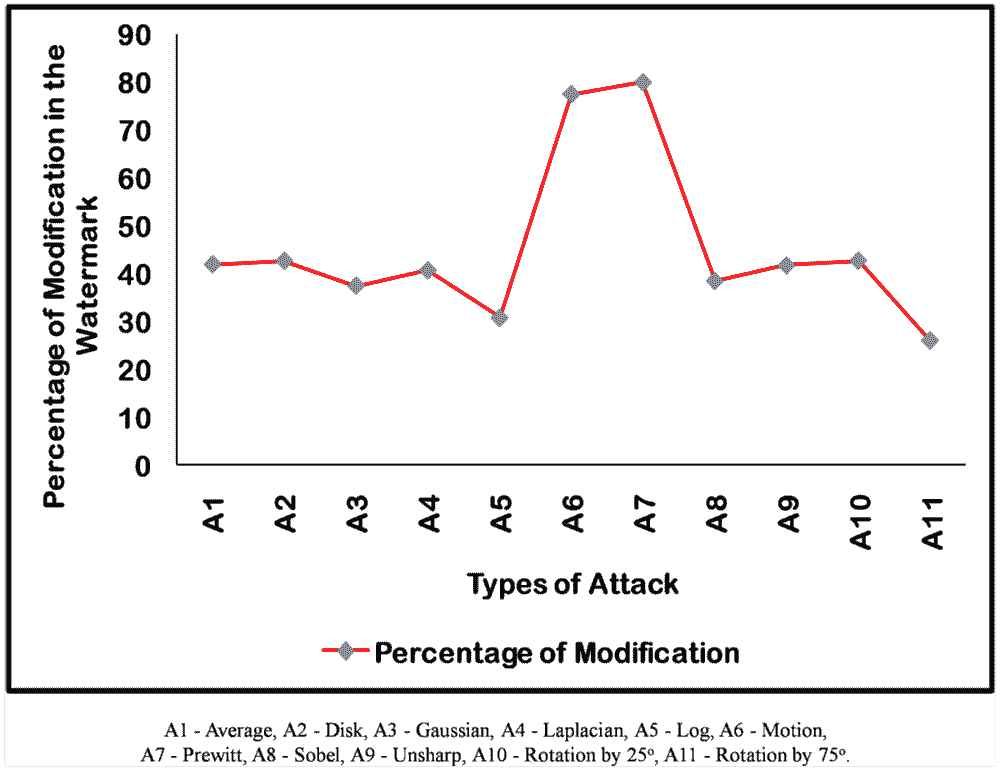 Percentage of Modification in the
Watermark
90
80
70
60
50
40
30
20
10
0
A1
A2
A3
A4
A5
A6
A7
A8
A9
A10
A11
Types of Attack
Percentage of Modification
A1 - Average, A2 - Disk, A3 - Gaussian, A4 - Laplacian, A5 - Log, A6 - Motion,
A7 - Prewitt, A8 - Sobel, A9 - Unsharp, A10 - Rotation by 25º, A11 - Rotation by 75º.